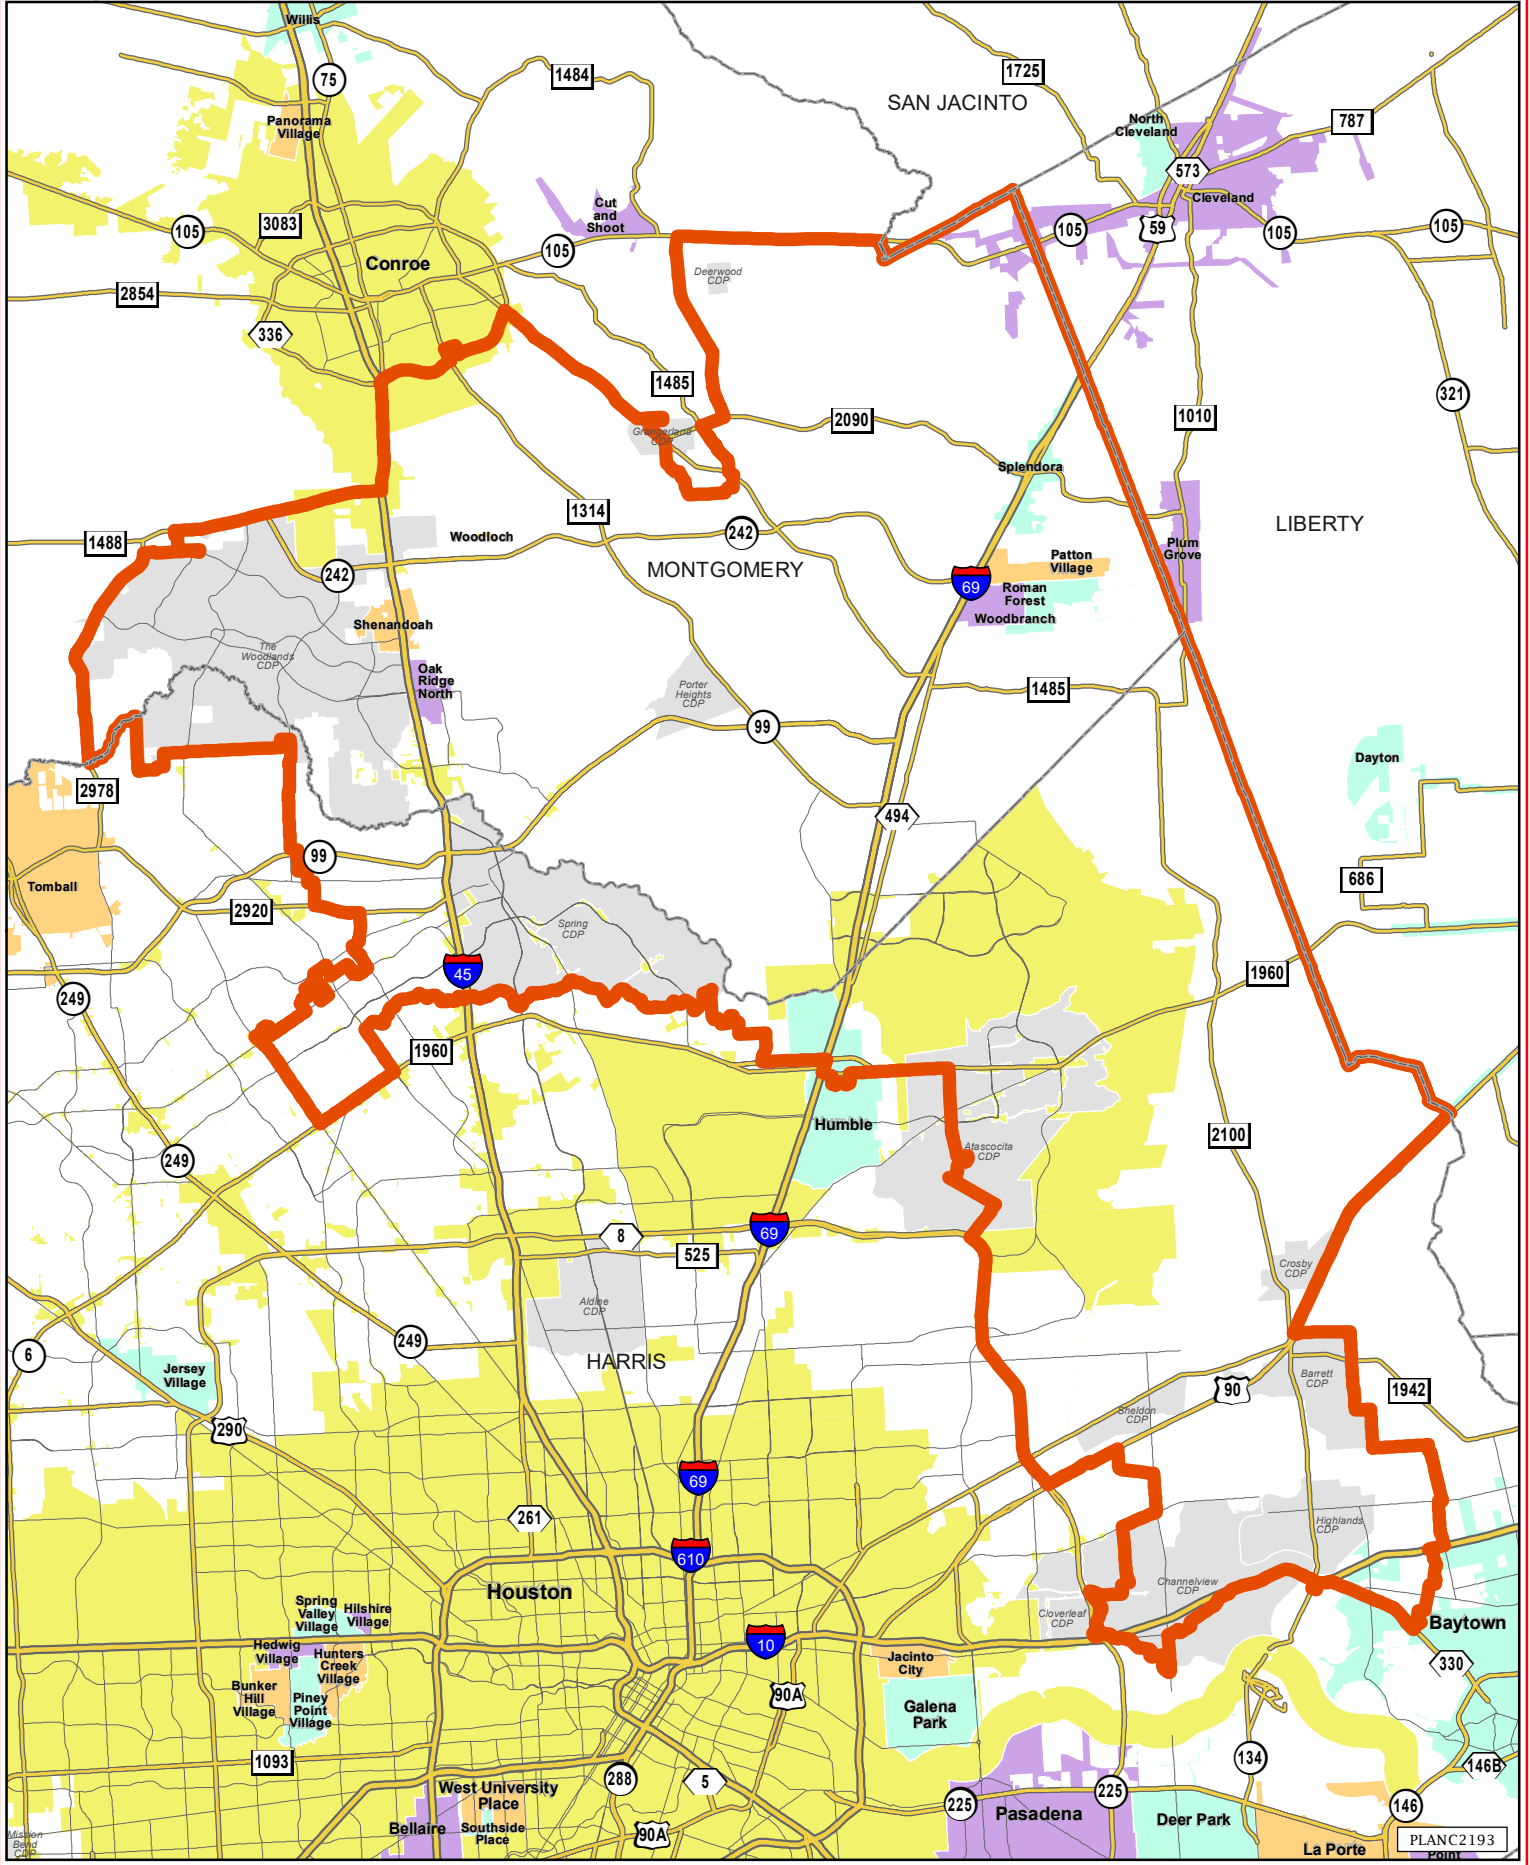 Willis
75
1484
1725
SAN JACINTO
North
Cleveland
787
Panorama
Village
573
Cleveland
Cut
and
Shoot
105
3083
105
105
59
105
105
Conroe
Deerwood
CDP
2854
336
1485
321
2090
1010
Grangerland
CDP
Splendora
1314
LIBERTY
1488
Woodloch
242
Plum
Grove
242
MONTGOMERY
Patton
Village
69
Roman
Forest
Woodbranch
Shenandoah
The
Woodlands
CDP
Oak
Ridge
North
Porter
Heights
CDP
1485
99
Dayton
2978
494
99
686
Tomball
2920
Spring
CDP
45
1960
249
1960
Humble
2100
Atascocita
CDP
249
69
8
525
Crosby
CDP
Aldine
CDP
249
6
HARRIS
Jersey
Village
Barrett
CDP
90
1942
Sheldon
CDP
290
69
261
Highlands
CDP
610
Houston
Channelview
CDP
Spring
Valley
Village
Hilshire
Village
Cloverleaf
CDP
Baytown
10
Hedwig
Village
Hunters
Creek
Village
Jacinto
City
330
Bunker
Hill
Village
Piney
Point
Village
90A
Galena
Park
1093
134
146B
288
5
West University
Place
225
225
Pasadena
146
Deer Park
Bellaire
Southside
Place
90A
Mission
Bend
CDP
La Porte
PLANC2193
Point